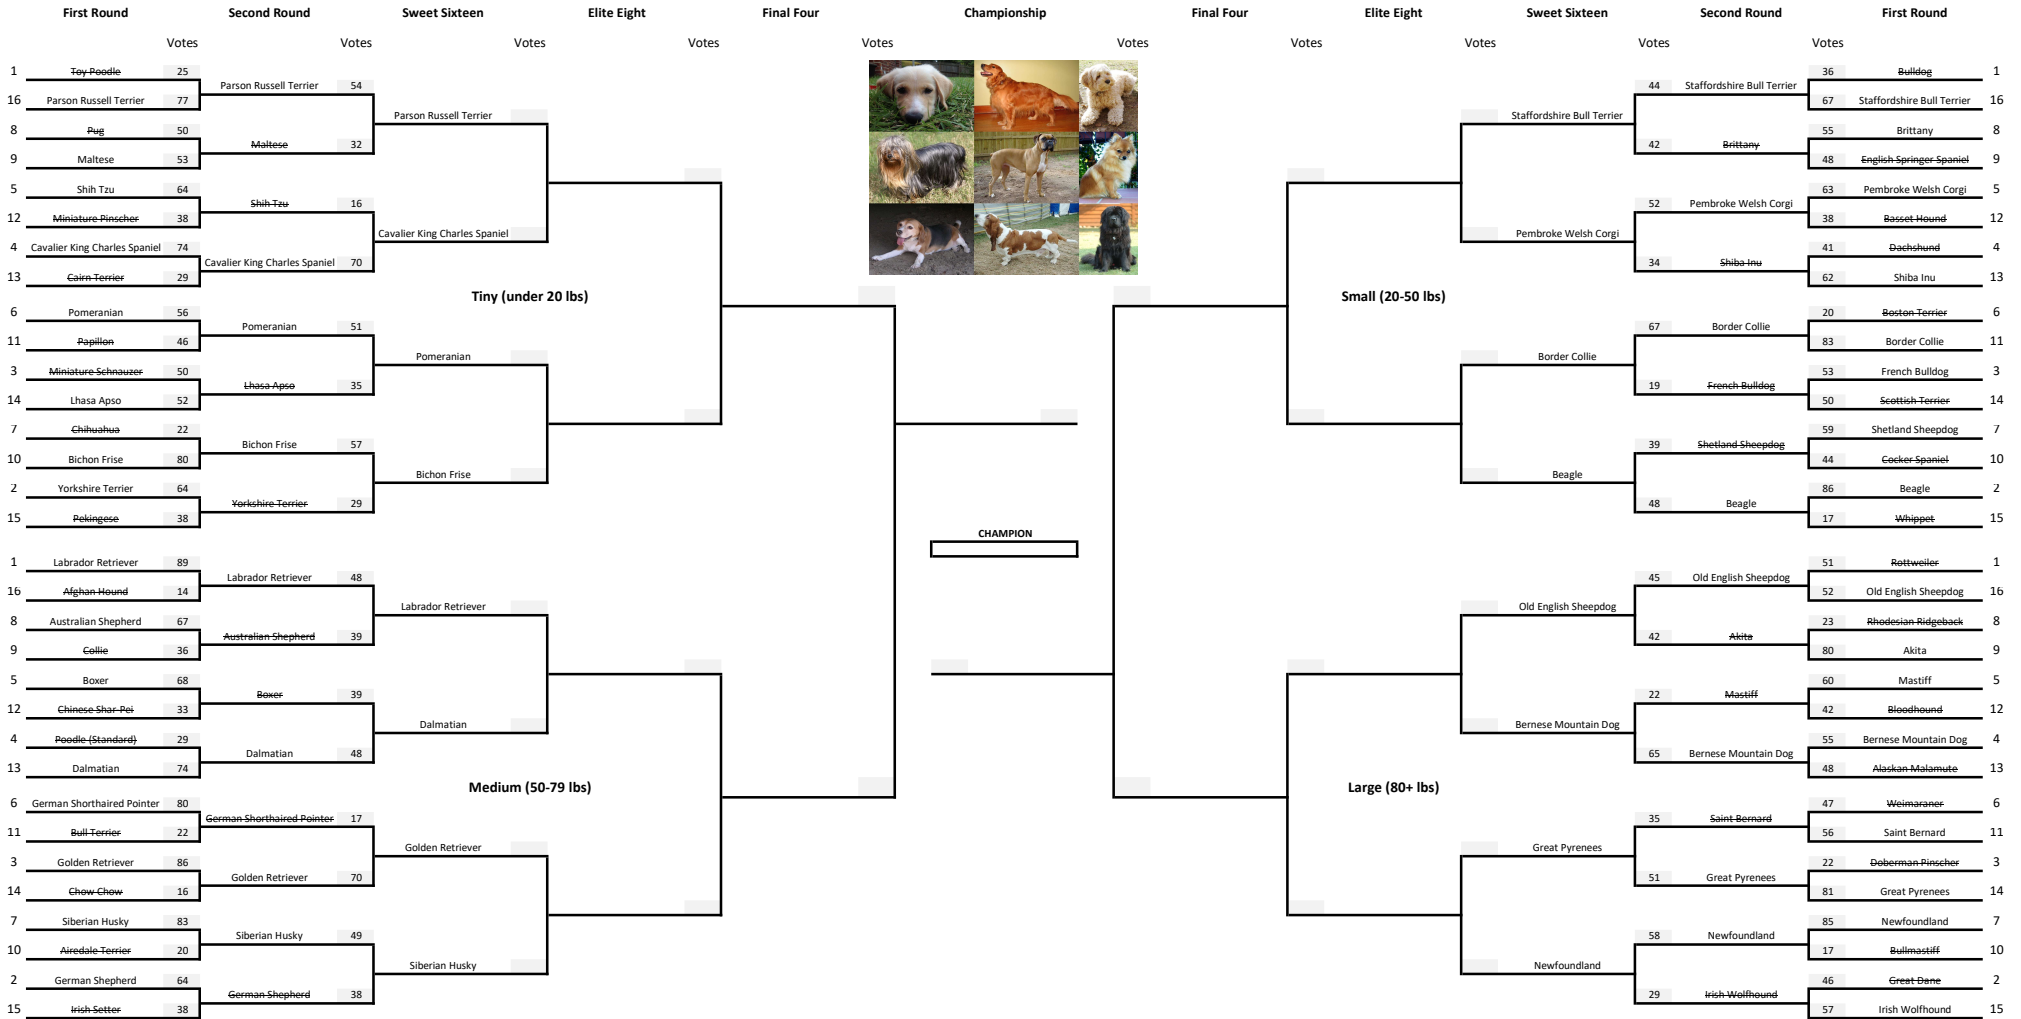 First Round Second Round Sweet Sixteen Elite Eight Final Four Championship Final Four Elite Eight Sweet Sixteen Second Round First Round
Votes Votes Votes Votes Votes Votes Votes Votes Votes Votes
1 Toy Poodle 25 36 Bulldog 1
Parson Russell Terrier 54 44 Staffordshire Bull Terrier
16 Parson Russell Terrier 77 67 Staffordshire Bull Terrier 16
Parson Russell Terrier Staffordshire Bull Terrier
8 Pug 50 55 Brittany 8
Maltese 32 42 Brittany
9 Maltese 53 48 English Springer Spaniel 9
5 Shih Tzu 64 63 Pembroke Welsh Corgi 5
Shih Tzu 16 52 Pembroke Welsh Corgi
12 Miniature Pinscher 38 38 Basset Hound 12
Cavalier King Charles Spaniel Pembroke Welsh Corgi
4 Cavalier King Charles Spaniel 74 41 Dachshund 4
Cavalier King Charles Spaniel 70 34 Shiba Inu
13 Cairn Terrier 29 62 Shiba Inu 13
Tiny (under 20 lbs) Small (20-50 lbs)
6 Pomeranian 56 20 Boston Terrier 6
Pomeranian 51 67 Border Collie
11 Papillon 46 83 Border Collie 11
Pomeranian Border Collie
3 Miniature Schnauzer 50 53 French Bulldog 3
Lhasa Apso 35 19 French Bulldog
14 Lhasa Apso 52 50 Scottish Terrier 14
7 Chihuahua 22 59 Shetland Sheepdog 7
Bichon Frise 57 39 Shetland Sheepdog
10 Bichon Frise 80 44 Cocker Spaniel 10
Bichon Frise Beagle
2 Yorkshire Terrier 64 86 Beagle 2
Yorkshire Terrier 29 48 Beagle
15 Pekingese 38 17 Whippet 15
CHAMPION
1 Labrador Retriever 89 51 Rottweiler 1
Labrador Retriever 48 45 Old English Sheepdog
16 Afghan Hound 14 52 Old English Sheepdog 16
Labrador Retriever Old English Sheepdog
8 Australian Shepherd 67 23 Rhodesian Ridgeback 8
Australian Shepherd 39 42 Akita
9 Collie 36 80 Akita 9
5 Boxer 68 60 Mastiff 5
Boxer 39 22 Mastiff
12 Chinese Shar-Pei 33 42 Bloodhound 12
Dalmatian Bernese Mountain Dog
4 Poodle (Standard) 29 55 Bernese Mountain Dog 4
Dalmatian 48 65 Bernese Mountain Dog
13 Dalmatian 74 48 Alaskan Malamute 13
Medium (50-79 lbs) Large (80+ lbs)
6 German Shorthaired Pointer 80 47 Weimaraner 6
German Shorthaired Pointer 17 35 Saint Bernard
11 Bull Terrier 22 56 Saint Bernard 11
Golden Retriever Great Pyrenees
3 Golden Retriever 86 22 Doberman Pinscher 3
Golden Retriever 70 51 Great Pyrenees
14 Chow Chow 16 81 Great Pyrenees 14
7 Siberian Husky 83 85 Newfoundland 7
Siberian Husky 49 58 Newfoundland
10 Airedale Terrier 20 17 Bullmastiff 10
Siberian Husky Newfoundland
2 German Shepherd 64 46 Great Dane 2
German Shepherd 38 29 Irish Wolfhound
15 Irish Setter 38 57 Irish Wolfhound 15